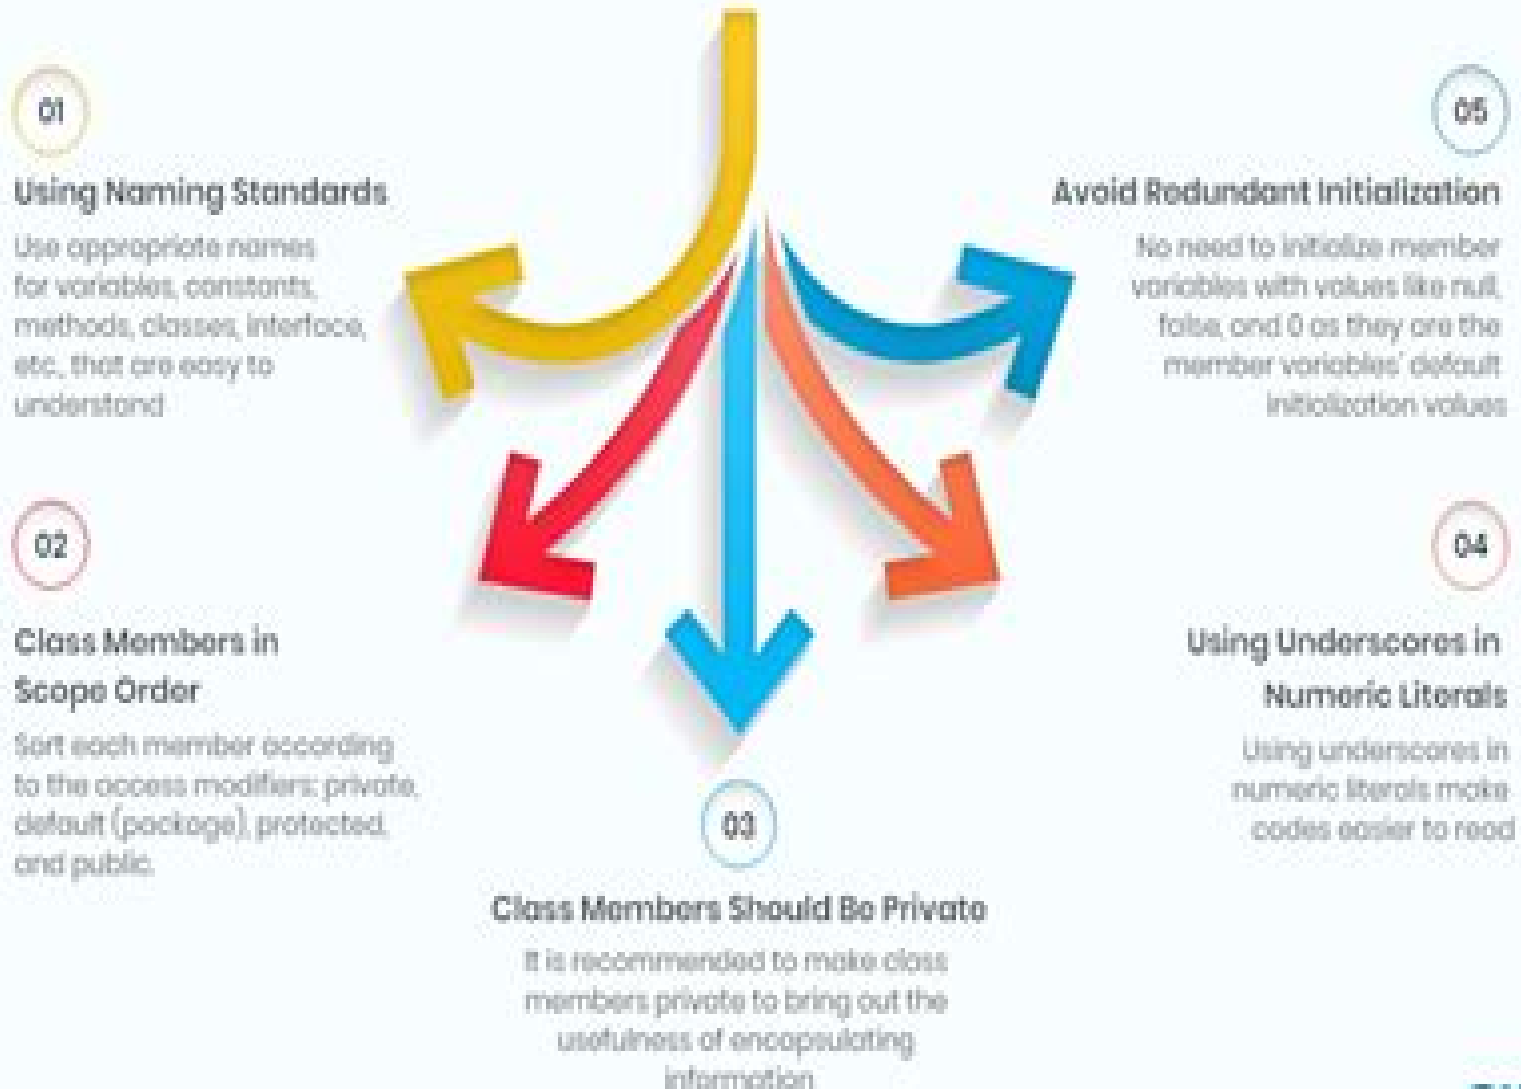 01
Using Naming Standards
Use appropriate names
for variables, constants,
methods, classes, interface,
etc., that are easy to
understand
02
Class Members in
Scope Order
Sort each member according
to the access modifiers: private,
default (package), protected,
and public.
03
Class Members Should Be Private
It is recommended to make class
members private to bring out the
usefulness of encapsulating
information
04
Using Underscores in
Numeric Literals
Using underscores in
numeric literals make
codes easier to read
05
Avoid Redundant Initialization
No need to initialize member
variables with values like null,
false, and 0 as they are the
member variables' default
initialization values